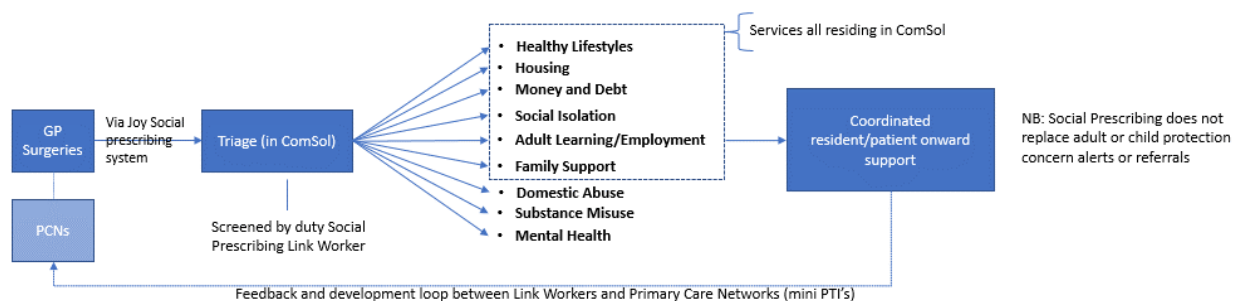 GP
Surgeries
PCNs
Via Joy Social
prescribing
system
Triage (in ComSol)
Screened by duty Social
Prescribing Link Worker
• Healthy Lifestyles
• Housing
• Money and Debt
• Social Isolation
• Adult Learning/Employment
• Family Support
• Domestic Abuse
• Substance Misuse
• Mental Health
Services all residing in ComSol
Coordinated
resident/patient onward
support
NB: Social Prescribing does not
replace adult or child protection
concern alerts or referrals
Feedback and development loop between Link Workers and Primary Care Networks (mini PTI's)